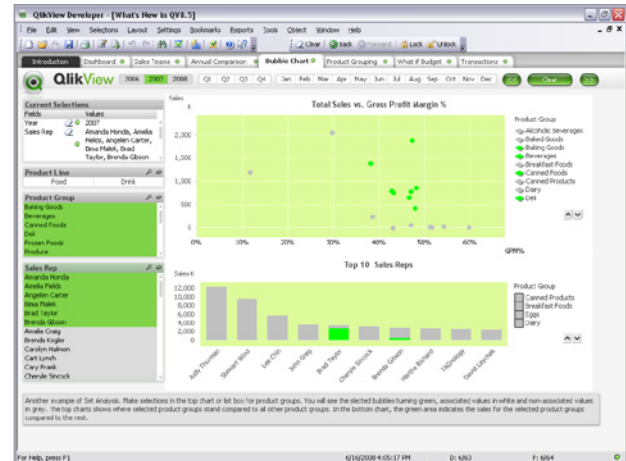 QlikView Developer - [What's New in QV8.5]
File Edit View Selections Layout Settings Bookmarks Reports Tools Object Window Help
Clear Back Forward Lock Unlock
Introduction Dashboard Sales Teams Annual Comparison Bubble Chart Product Grouping What if Budget Transactions
QlikView 2006 2007 2008 Q1 Q2 Q3 Q4 Jan Feb Mar Apr May Jun Jul Aug Sep Oct Nov Dec << Clear >>
Current Selections
Fields Values
Year 2007
Sales Rep Amanda Honda, Amelia
Fields, Angelen Carter,
Bina Malek, Brad
Taylor, Brenda Gibson
Product Line
Food Drink
Product Group
Baking Goods
Beverages
Canned Foods
Deli
Frozen Foods
Produce
Sales Rep
Amanda Honda
Amelia Fields
Angelen Carter
Bina Malek
Brad Taylor
Brenda Gibson
Amalie Craig
Brenda Kegler
Carolyn Halmon
Cart Lynch
Cary Frank
Cheryle Sincock
Sales
K
Total Sales vs. Gross Profit Margin %
2,000
1,500
1,000
500
0
0% 10% 20% 30% 40% 50% 60%
GPM%
Product Group
Alcoholic Beverages
Baked Goods
Baking Goods
Beverages
Breakfast Foods
Canned Foods
Canned Products
Dairy
Deli
Top 10 Sales Reps
Sales K
12,000
10,000
8,000
6,000
4,000
2,000
0
Judy Thurman Stewart Wind Lee Chin John Greg Brad Taylor Cheryle Sincock Brenda Gibson Martha Richard TAGnology David Laychak
Product Group
Canned Products
Breakfast Foods
Eggs
Dairy
Another example of Set Analysis. Make selections in the top chart or list box for product groups. You will see the slected bubbles turning green, associated values in white and non-associated values
in grey. The top charts shows where selected product groups stand compared to all other product groups. In the bottom chart, the green area indicates the sales for the selected product groups
compared to the rest.
For Help, press F1 6/16/2008 4:05:17 PM D: 6/63 F: 6/64